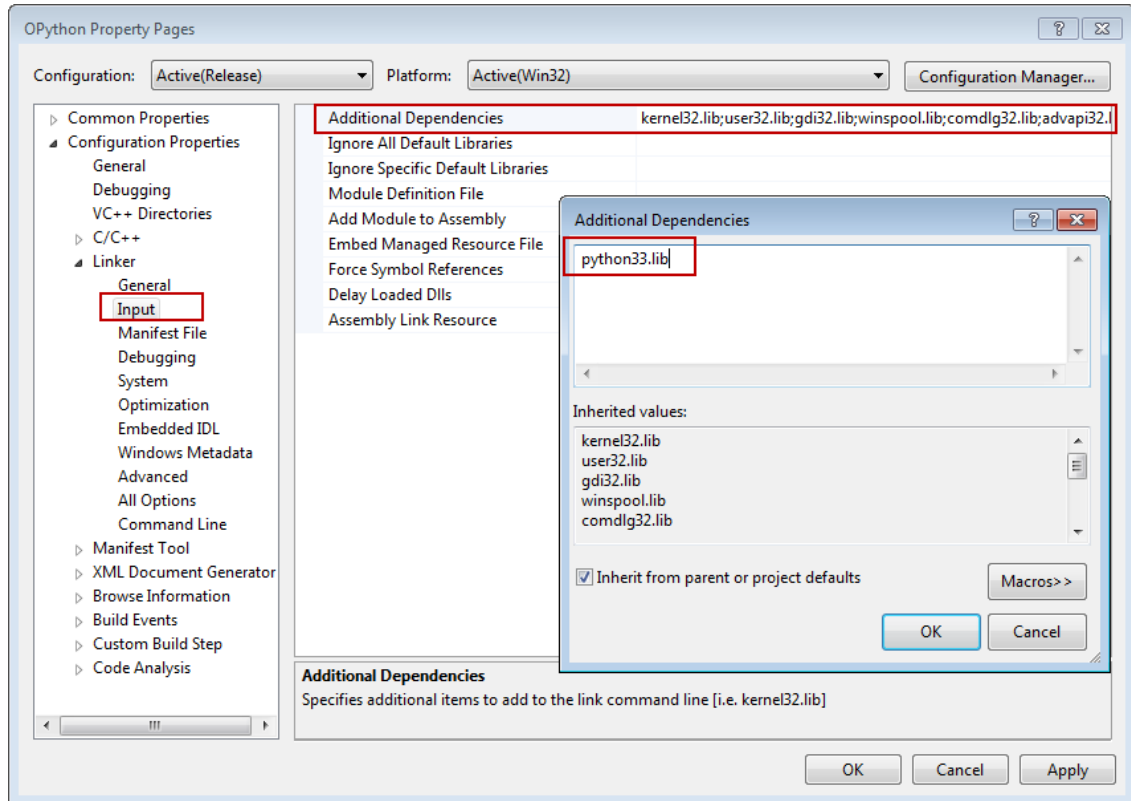 OPython Property Pages
Configuration: Active(Release) Platform: Active(Win32) Configuration Manager...
Common Properties
Configuration Properties
General
Debugging
VC++ Directories
C/C++
Linker
General
Input
Manifest File
Debugging
System
Optimization
Embedded IDL
Windows Metadata
Advanced
All Options
Command Line
Manifest Tool
XML Document Generator
Browse Information
Build Events
Custom Build Step
Code Analysis
Additional Dependencies kernel32.lib;user32.lib;gdi32.lib;winspool.lib;comdlg32.lib;advapi32.l
Ignore All Default Libraries
Ignore Specific Default Libraries
Module Definition File
Add Module to Assembly
Embed Managed Resource File
Force Symbol References
Delay Loaded Dlls
Assembly Link Resource
Additional Dependencies
python33.lib
Inherited values:
kernel32.lib
user32.lib
gdi32.lib
winspool.lib
comdlg32.lib
Inherit from parent or project defaults
Macros>>
OK Cancel
Additional Dependencies
Specifies additional items to add to the link command line [i.e. kernel32.lib]
OK Cancel Apply